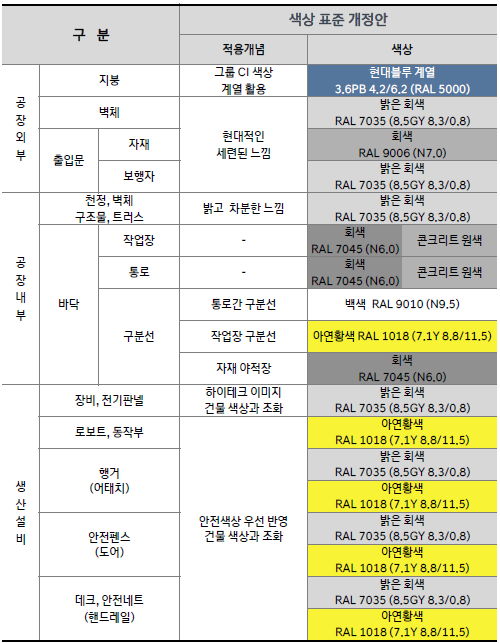 구 분
색상 표준 개정안
적용개념
색상
공장외부
지붕
그룹 CI 색상
계열 활용
현대블루 계열
3.6PB 4.2/6.2 (RAL 5000)
벽체
현대적인
세련된 느낌
밝은 회색
RAL 7035 (8.5GY 8.3/0.8)
출입문
자재
회색
RAL 9006 (N7.0)
보행자
밝은 회색
RAL 7035 (8.5GY 8.3/0.8)
공장내부
천정, 벽체
구조물, 트러스
밝고 차분한 느낌
밝은 회색
RAL 7035 (8.5GY 8.3/0.8)
바닥
작업장
-
회색
RAL 7045 (N6.0)
콘크리트 원색
통로
-
회색
RAL 7045 (N6.0)
콘크리트 원색
구분선
통로간 구분선
백색 RAL 9010 (N9.5)
작업장 구분선
아연황색 RAL 1018 (7.1Y 8.8/11.5)
자재 야적장
회색
RAL 7045 (N6.0)
생산설비
장비, 전기판넬
하이테크 이미지
건물 색상과 조화
밝은 회색
RAL 7035 (8.5GY 8.3/0.8)
로보트, 동작부
안전색상 우선 반영
건물 색상과 조화
아연황색
RAL 1018 (7.1Y 8.8/11.5)
행거
(어태치)
밝은 회색
RAL 7035 (8.5GY 8.3/0.8)
아연황색
RAL 1018 (7.1Y 8.8/11.5)
안전펜스
(도어)
밝은 회색
RAL 7035 (8.5GY 8.3/0.8)
아연황색
RAL 1018 (7.1Y 8.8/11.5)
데크, 안전네트
(핸드레일)
밝은 회색
RAL 7035 (8.5GY 8.3/0.8)
아연황색
RAL 1018 (7.1Y 8.8/11.5)